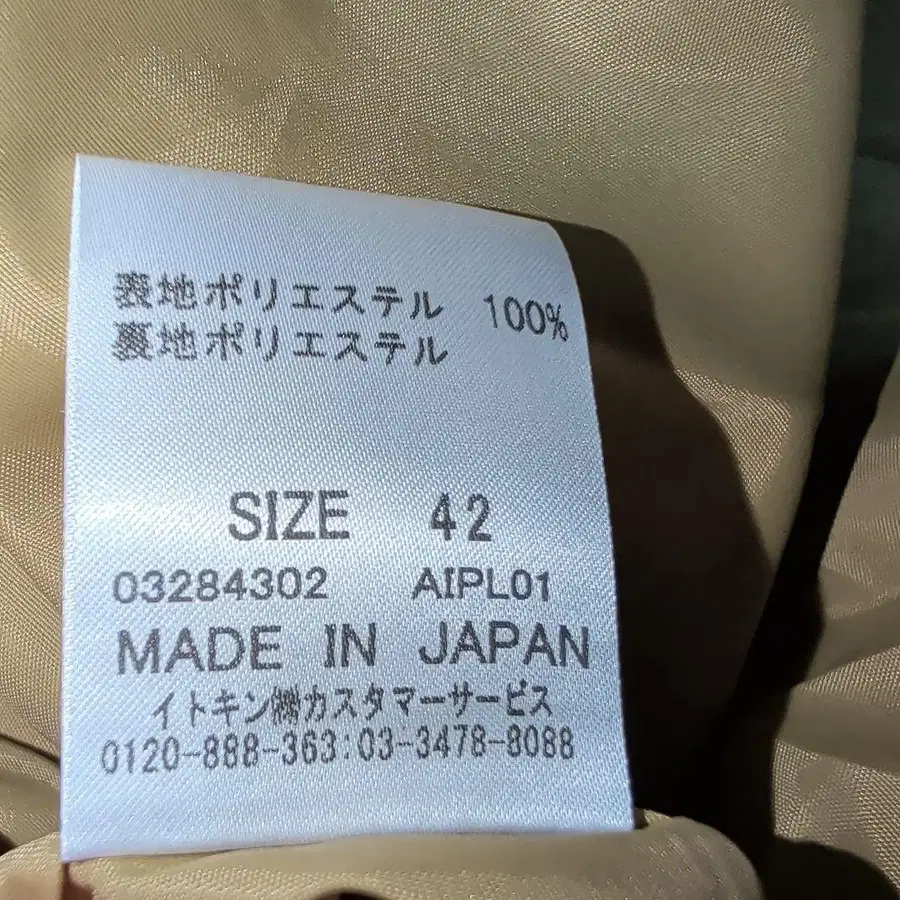 表地ポリエステル 100%
裏地ポリエステル
SIZE 42
03284302 AIPL01
MADE IN JAPAN
イトキン㈱カスタマーサービス
0120-888-363:03-3478-8088